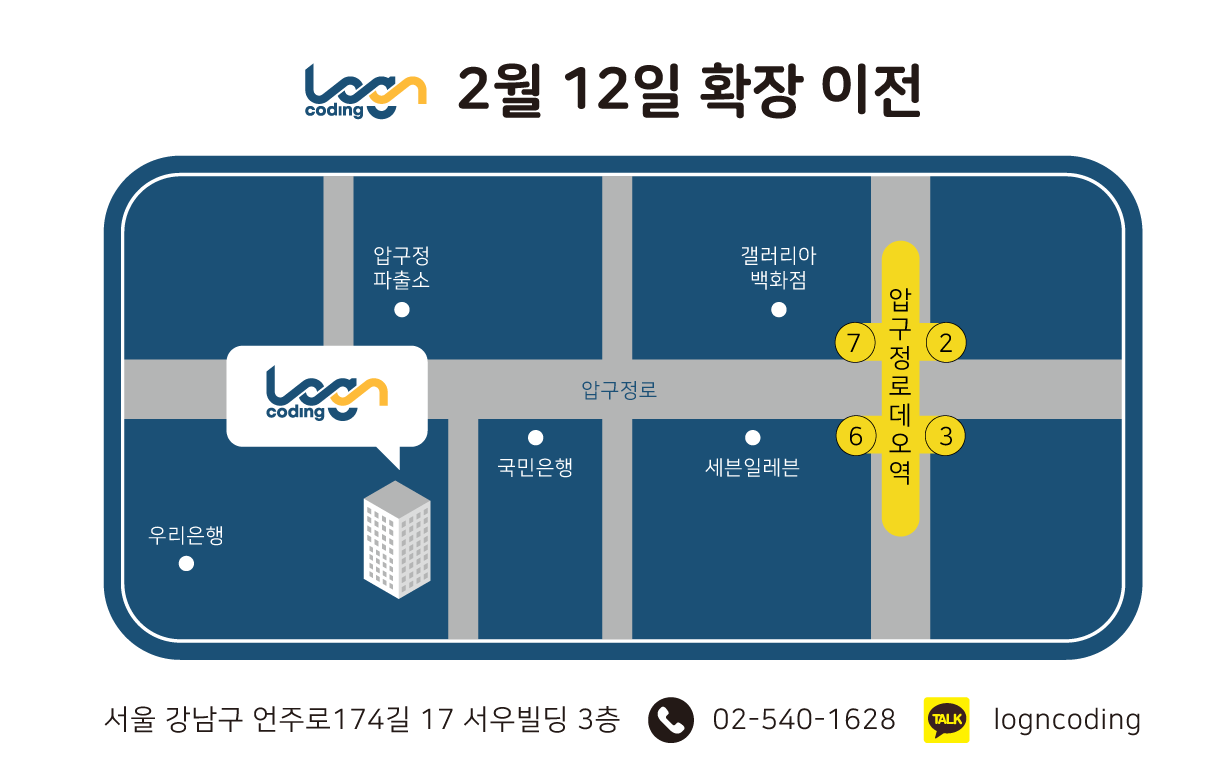 logn coding 2월 12일 확장 이전
압구정
파출소
갤러리아
백화점
압구정로데오역
7
2
logn
coding
압구정로
6
3
국민은행
세븐일레븐
우리은행
서울 강남구 언주로174길 17 서우빌딩 3층 02-540-1628 TALK logncoding